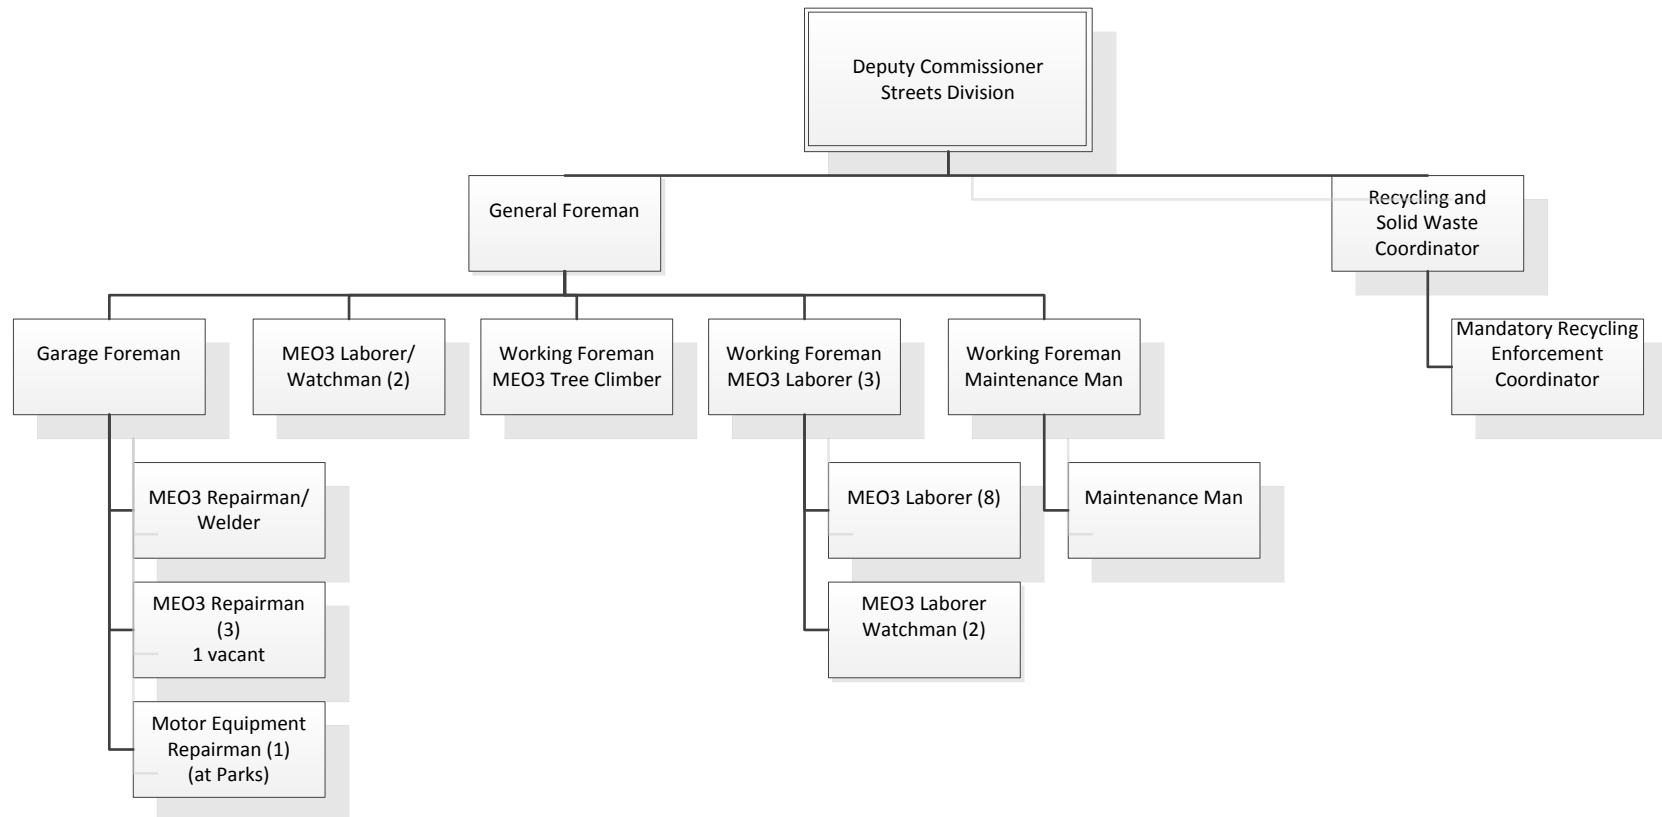 Deputy Commissioner
Streets Division
General Foreman
Recycling and
Solid Waste
Coordinator
Garage Foreman
MEO3 Laborer/
Watchman (2)
Working Foreman
MEO3 Tree Climber
Working Foreman
MEO3 Laborer (3)
Working Foreman
Maintenance Man
Mandatory Recycling
Enforcement
Coordinator
MEO3 Repairman/
Welder
MEO3 Laborer (8)
Maintenance Man
MEO3 Repairman
(3)
1 vacant
MEO3 Laborer
Watchman (2)
Motor Equipment
Repairman (1)
(at Parks)